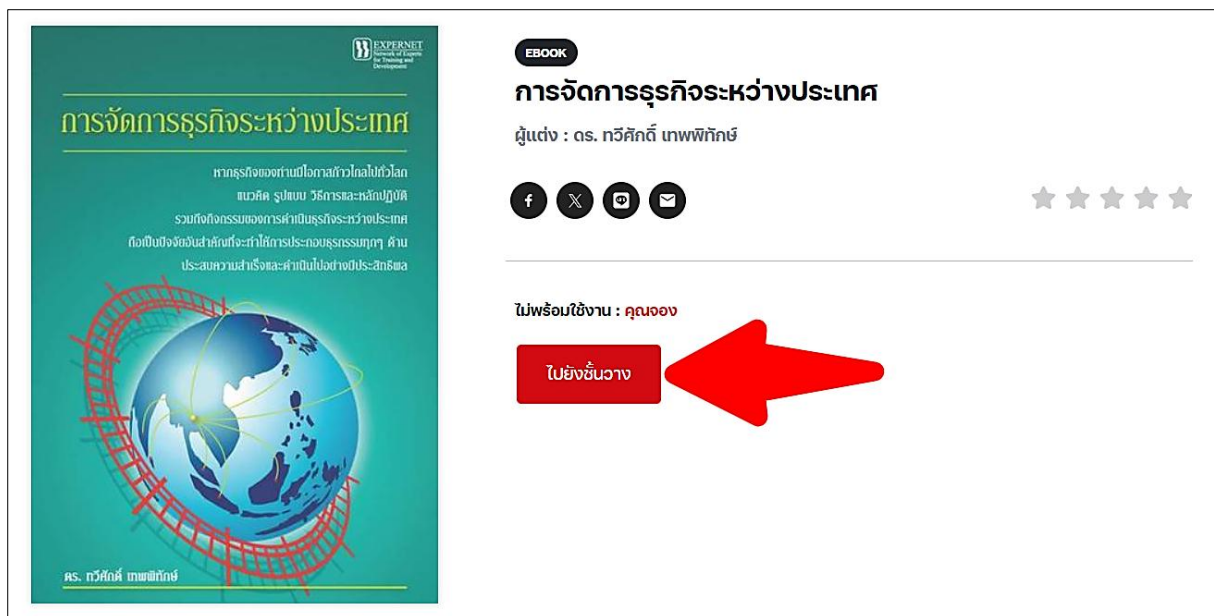 EXPERNET
Network of Experts
for Training and
Development
การจัดการธุรกิจระหว่างประเทศ
หากธุรกิจของท่านมีโอกาสก้าวไกลไปทั่วโลก
แนวคิด รูปแบบ วิธีการและหลักปฏิบัติ
รวมถึงกิจกรรมของการดำเนินธุรกิจระหว่างประเทศ
ถือเป็นปัจจัยอันสำคัญที่จะทำให้การประกอบธุรกรรมทุกๆ ด้าน
ประสบความสำเร็จและดำเนินไปอย่างมีประสิทธิผล
ดร. ทวีศักดิ์ เทพพิทักษ์
EBOOK
การจัดการธุรกิจระหว่างประเทศ
ผู้แต่ง : ดร. ทวีศักดิ์ เทพพิทักษ์
ไม่พร้อมใช้งาน : คุณจอง
ไปยังชั้นวาง